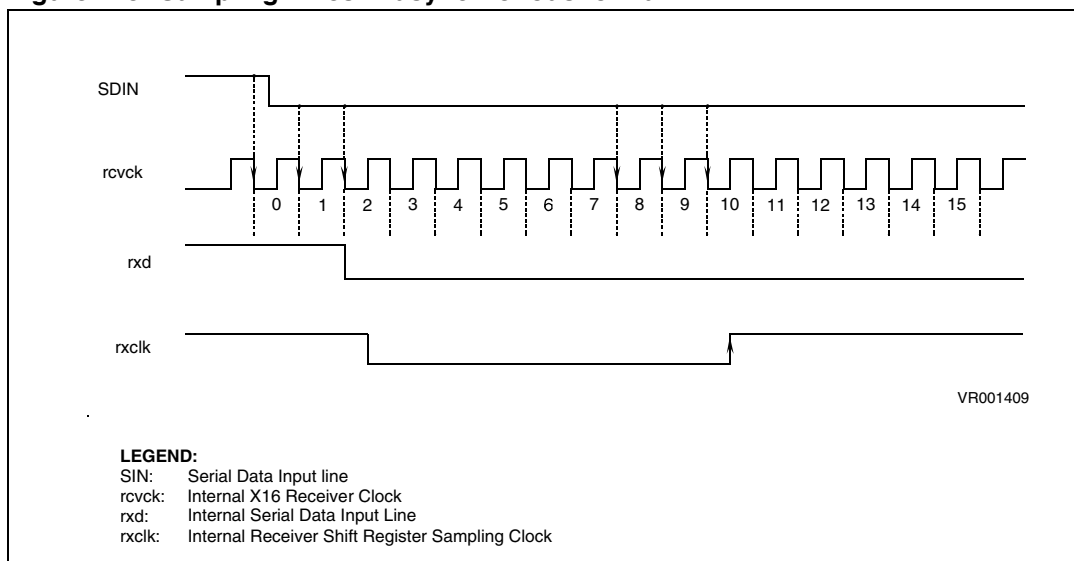 SDIN
rcvck
0 1 2 3 4 5 6 7 8 9 10 11 12 13 14 15
rxd
rxclk
VR001409
LEGEND:
SIN: Serial Data Input line
rcvck: Internal X16 Receiver Clock
rxd: Internal Serial Data Input Line
rxclk: Internal Receiver Shift Register Sampling Clock